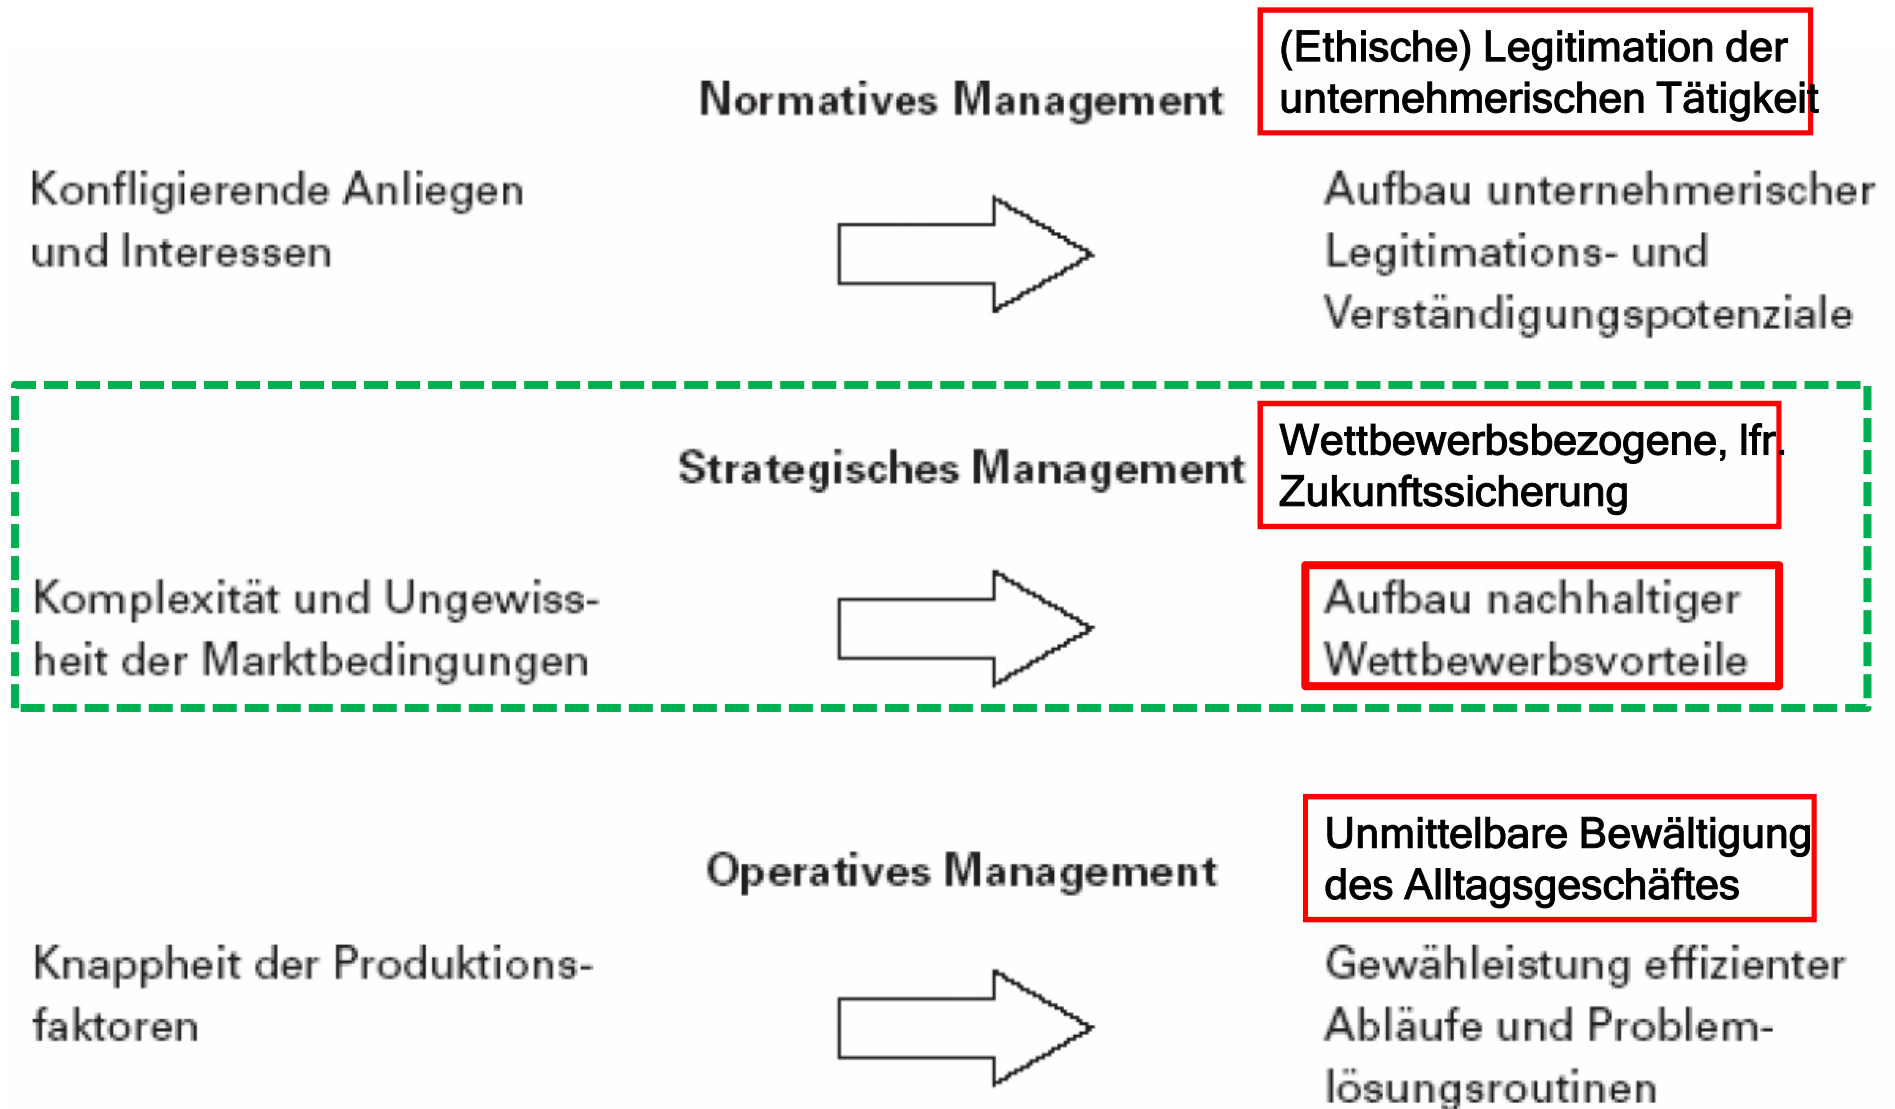 (Ethische) Legitimation der
unternehmerischen Tätigkeit
Normatives Management
Konfligierende Anliegen
und Interessen
Aufbau unternehmerischer
Legitimations- und
Verständigungspotenziale
Wettbewerbsbezogene, lfr.
Zukunftssicherung
Strategisches Management
Komplexität und Ungewiss-
heit der Marktbedingungen
Aufbau nachhaltiger
Wettbewerbsvorteile
Unmittelbare Bewältigung
des Alltagsgeschäftes
Operatives Management
Knappheit der Produktions-
faktoren
Gewähleistung effizienter
Abläufe und Problem-
lösungsroutinen